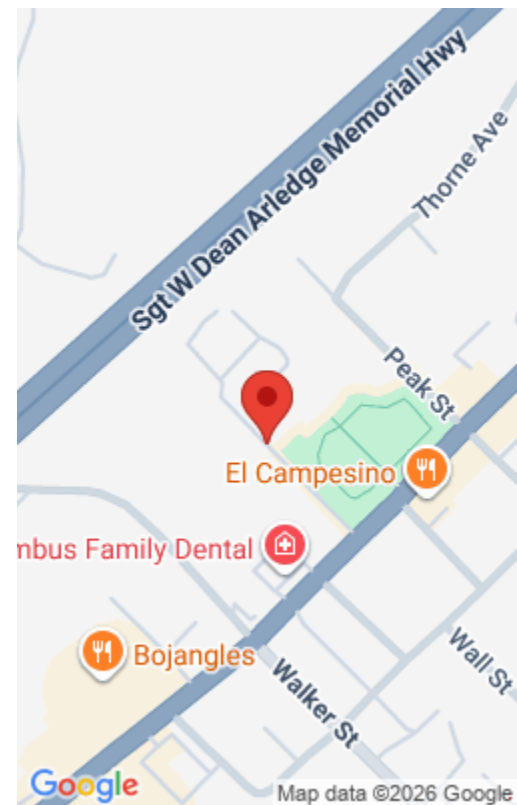 Sgt W Dean Arledge Memorial Hwy
Thorne Ave
Peak St
El Campesino
mbus Family Dental
Bojangles
Walker St
Wall St
Google
Map data ©2026 Google